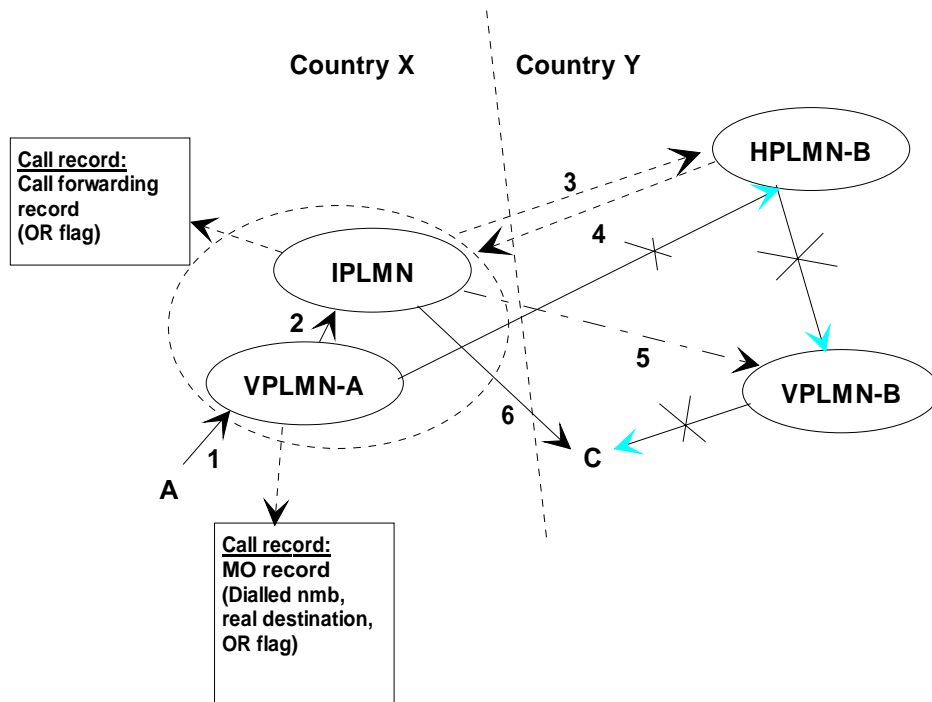 Country X
Country Y
Call record:
Call forwarding
record
(OR flag)
HPLMN-B
3
4
IPLMN
2
5
VPLMN-A
VPLMN-B
6
1
C
A
Call record:
MO record
(Dialled nmb,
real destination,
OR flag)